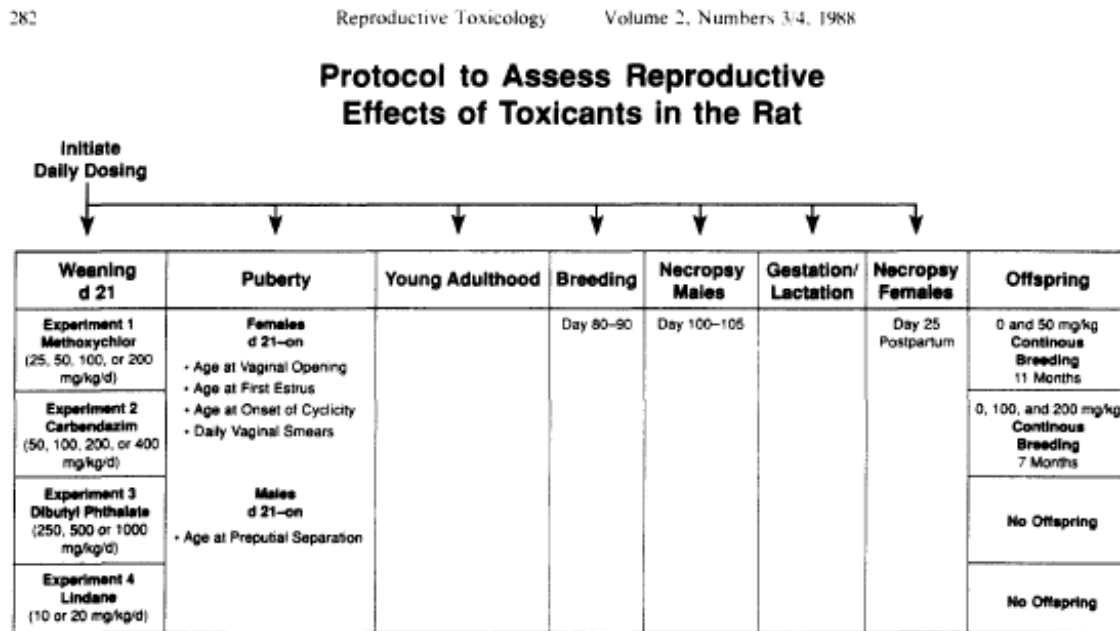 282 Reproductive Toxicology Volume 2, Numbers 3/4, 1988
Protocol to Assess Reproductive
Effects of Toxicants in the Rat
Initiate
Daily Dosing
Weaning
d 21
Puberty
Young Adulthood
Breeding
Necropsy
Males
Gestation/
Lactation
Necropsy
Females
Offspring
Experiment 1
Methoxychlor
(25, 50, 100, or 200
mg/kg/d)
Experiment 2
Carbendazim
(50, 100, 200, or 400
mg/kg/d)
Experiment 3
Dibutyl Phthalate
(250, 500 or 1000
mg/kg/d)
Experiment 4
Lindane
(10 or 20 mg/kg/d)
Females
d 21–on
• Age at Vaginal Opening
• Age at First Estrus
• Age at Onset of Cyclicity
• Daily Vaginal Smears
Males
d 21–on
• Age at Preputial Separation
Day 80–90
Day 100–105
Day 25
Postpartum
0 and 50 mg/kg
Continous
Breeding
11 Months
0, 100, and 200 mg/kg
Continous
Breeding
7 Months
No Offspring
No Offspring